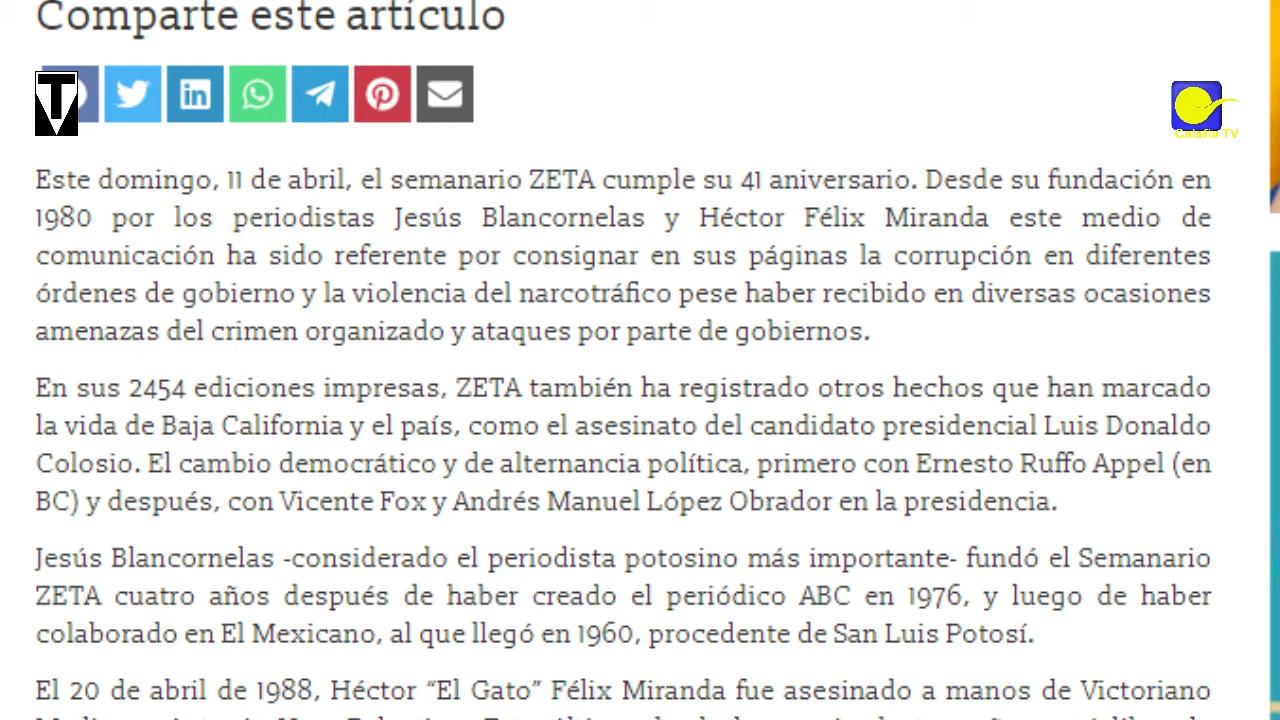 Comparte este artículo
T
in
Calafia TV
Este domingo, 11 de abril, el semanario ZETA cumple su 41 aniversario. Desde su fundación en
1980 por los periodistas Jesús Blancornelas y Héctor Félix Miranda este medio de
comunicación ha sido referente por consignar en sus páginas la corrupción en diferentes
órdenes de gobierno y la violencia del narcotráfico pese haber recibido en diversas ocasiones
amenazas del crimen organizado y ataques por parte de gobiernos.
En sus 2454 ediciones impresas, ZETA también ha registrado otros hechos que han marcado
la vida de Baja California y el país, como el asesinato del candidato presidencial Luis Donaldo
Colosio. El cambio democrático y de alternancia política, primero con Ernesto Ruffo Appel (en
BC) y después, con Vicente Fox y Andrés Manuel López Obrador en la presidencia.
Jesús Blancornelas -considerado el periodista potosino más importante- fundó el Semanario
ZETA cuatro años después de haber creado el periódico ABC en 1976, y luego de haber
colaborado en El Mexicano, al que llegó en 1960, procedente de San Luis Potosí.
El 20 de abril de 1988, Héctor “El Gato” Félix Miranda fue asesinado a manos de Victoriano